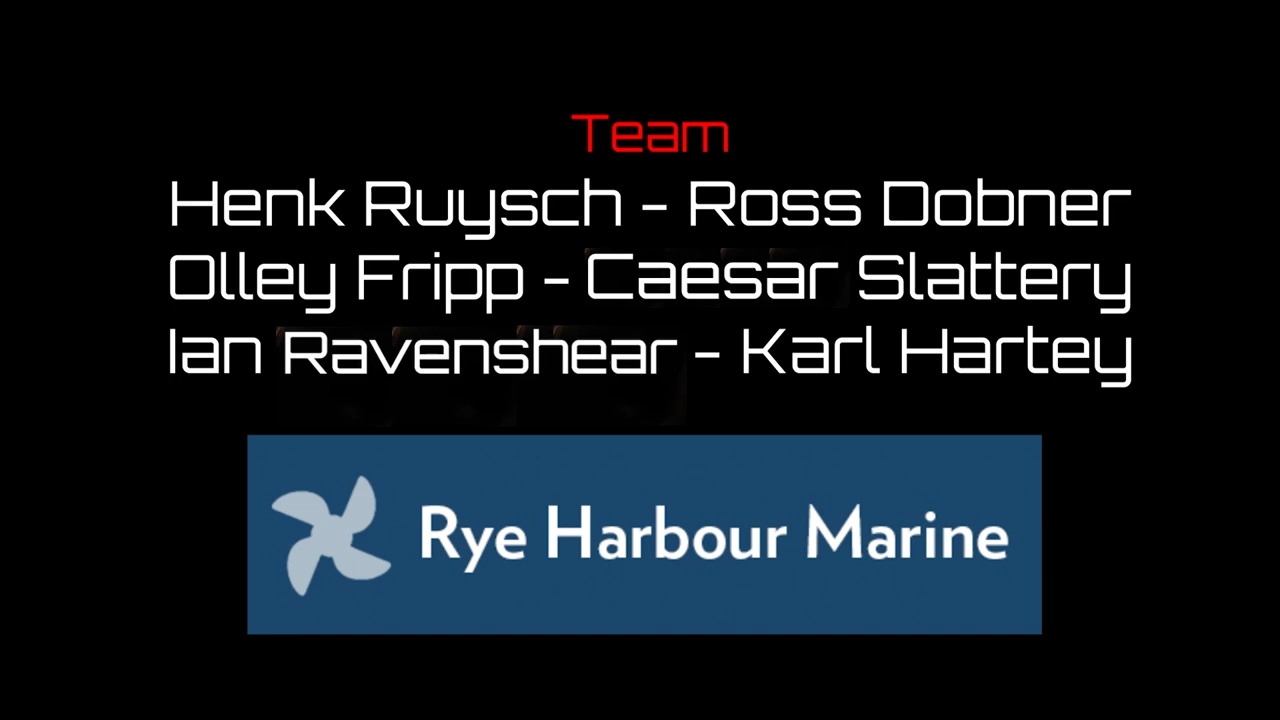 Team
Henk Ruysch - Ross Dobner
Olley Fripp - Caesar Slattery
Ian Ravenshear - Karl Hartey
Rye Harbour Marine